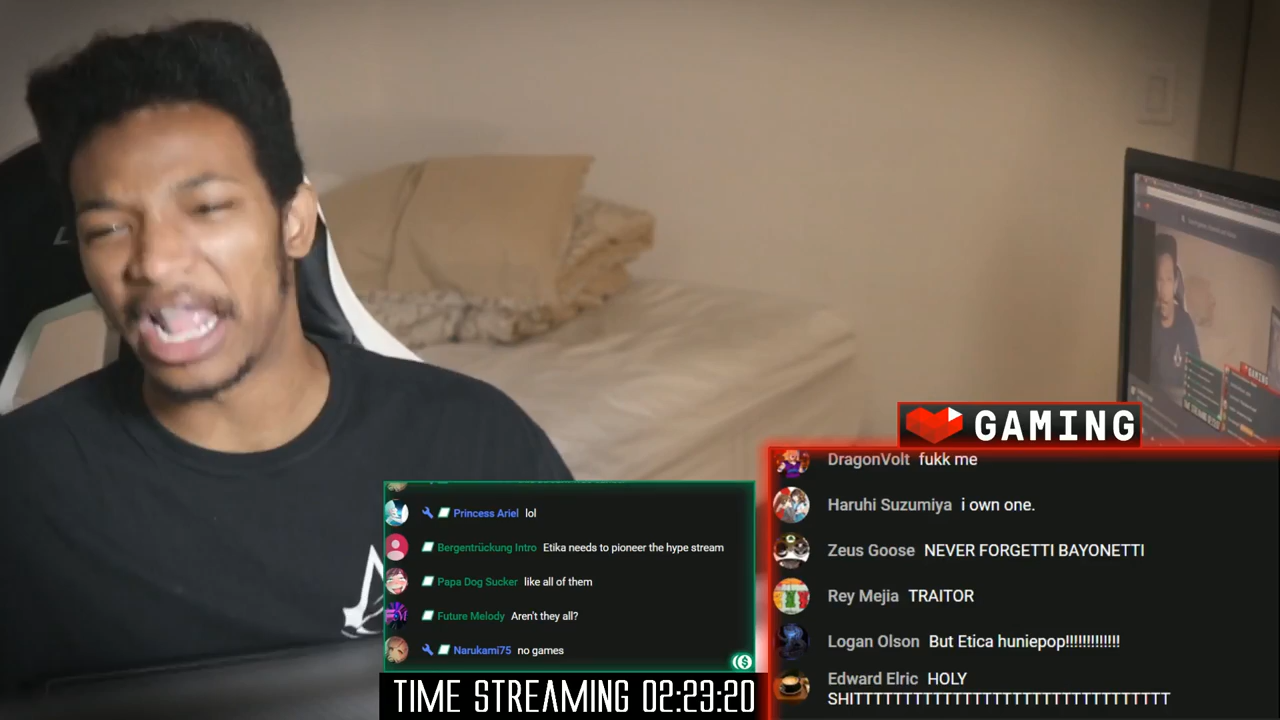 GAMING
DragonVolt fukk me
Haruhi Suzumiya i own one.
Zeus Goose NEVER FORGETTI BAYONETTI
Rey Mejia TRAITOR
Logan Olson But Etica huniepop!!!!!!!!!!!!!
Edward Elric HOLY
SHITTTTTTTTTTTTTTTTTTTTTTTTTTTTTTTTT
Princess Ariel lol
Bergentrückung Intro Etika needs to pioneer the hype stream
Papa Dog Sucker like all of them
Future Melody Aren't they all?
Narukami75 no games
TIME STREAMING 02:23:20